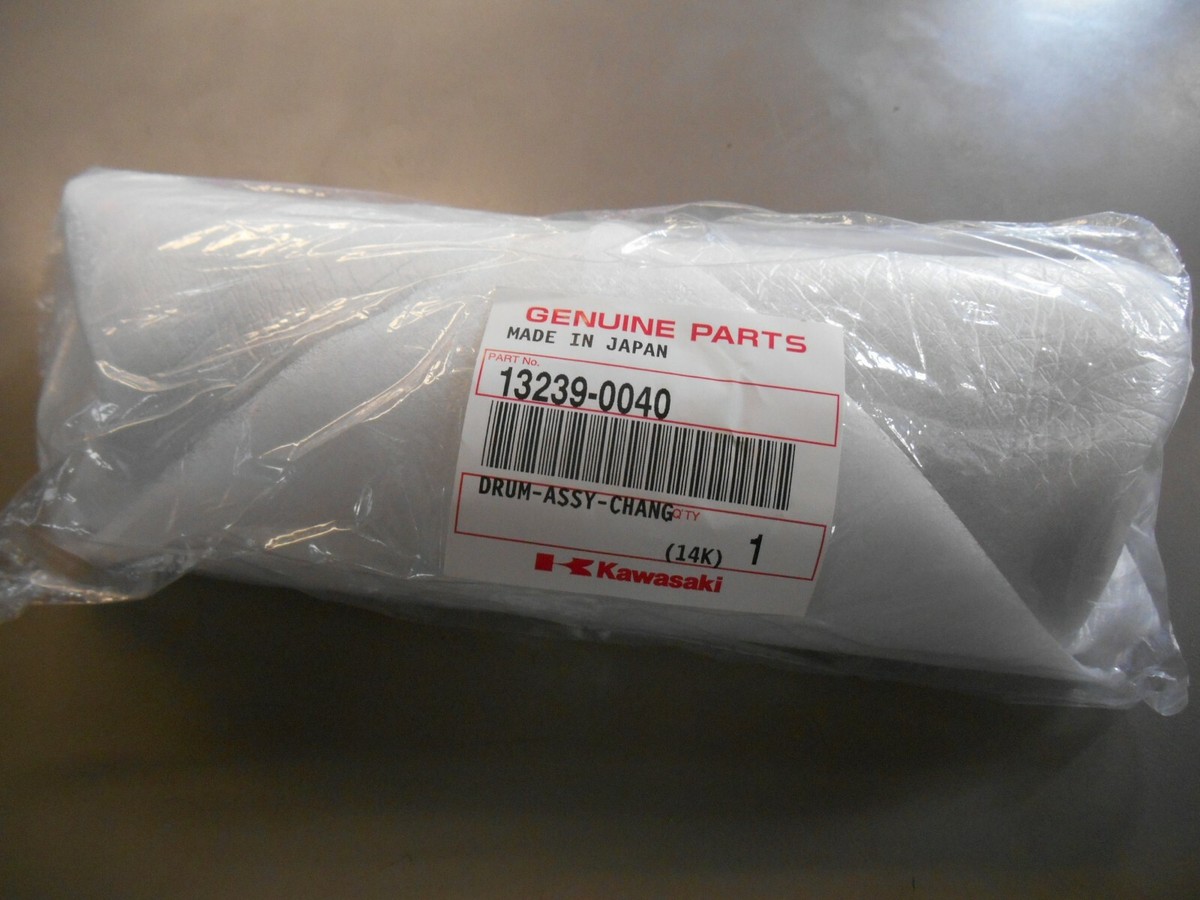 GENUINE PARTS
MADE IN JAPAN
PART No.
13239-0040
DRUM-ASSY-CHANG
Q'TY
(14K) 1
Kawasaki